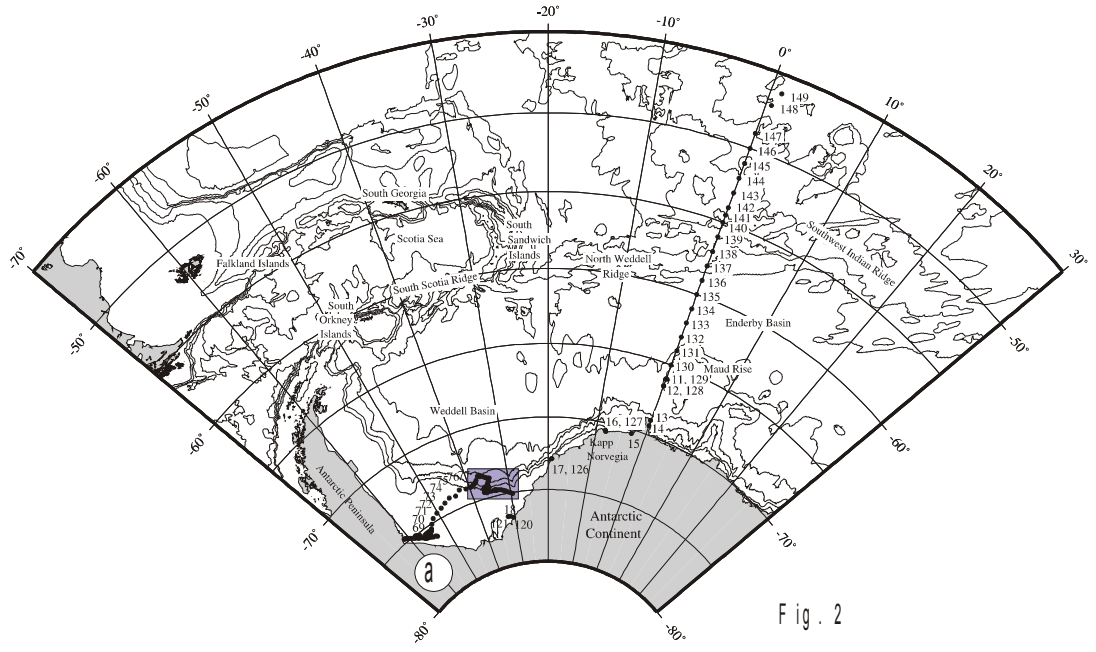 -20°
-30°
-10°
-40°
0°
-50°
10°
-60°
20°
-70°
30°
149
148
147
146
145
144
143
142
141
140
139
138
137
136
135
134
133
132
131
130
11, 129
12, 128
13
14
15
16, 127
17, 126
18
120
South Georgia
Scotia Sea
South
Sandwich
Islands
Falkland Islands
North Weddell
Ridge
Southwest Indian Ridge
South Scotia Ridge
South
Orkney
Islands
Enderby Basin
Maud Rise
Weddell Basin
Kapp
Norvegia
Antarctic Peninsula
Antarctic
Continent
74
73
70
-50°
-50°
-60°
-60°
-70°
-70°
-80°
-80°
a
Fig. 2